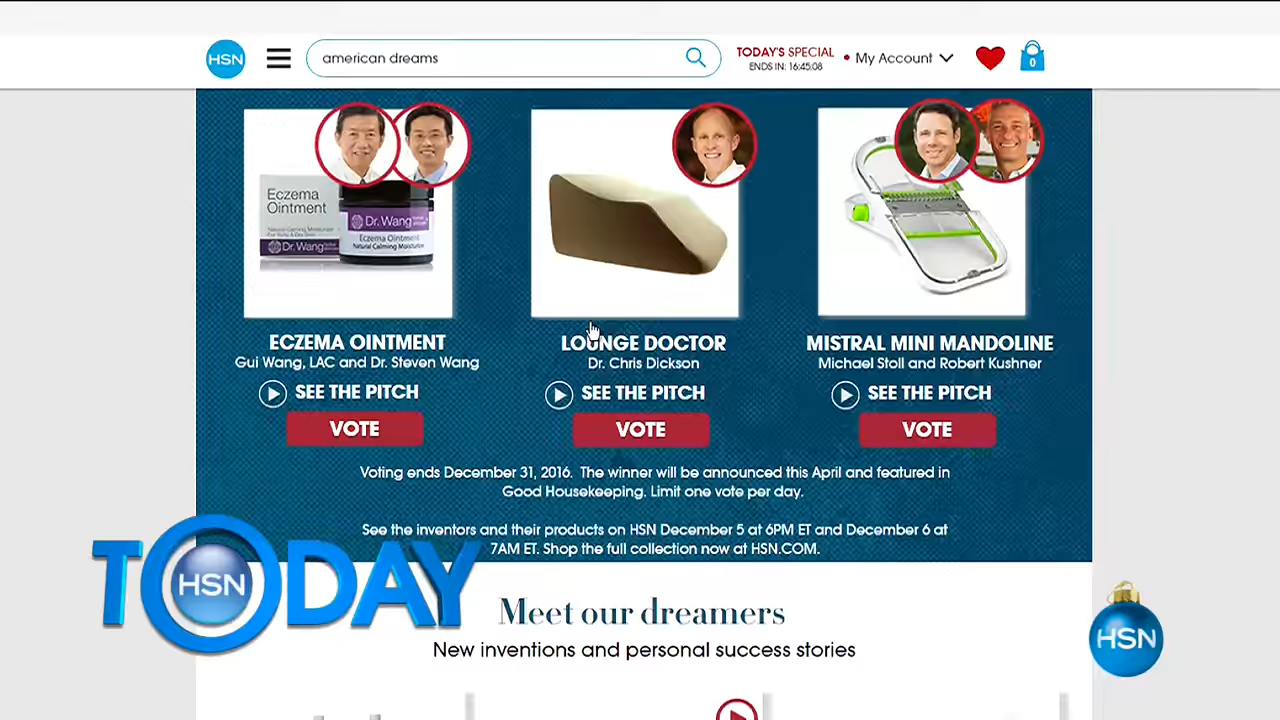 HSN
american dreams
TODAY'S SPECIAL
ENDS IN: 16:45:08
My Account
0
Eczema
Ointment
Dr. Wang
Dr. Wang
Eczema Ointment
Natural Calming Moisturizer
ECZEMA OINTMENT
Gui Wang, LAC and Dr. Steven Wang
SEE THE PITCH
VOTE
LOUNGE DOCTOR
Dr. Chris Dickson
SEE THE PITCH
VOTE
MISTRAL MINI MANDOLINE
Michael Stoll and Robert Kushner
SEE THE PITCH
VOTE
Voting ends December 31, 2016. The winner will be announced this April and featured in
Good Housekeeping. Limit one vote per day.
See the inventors and their products on HSN December 5 at 6PM ET and December 6 at
7AM ET. Shop the full collection now at HSN.COM.
TODAY
HSN
Meet our dreamers
New inventions and personal success stories
HSN